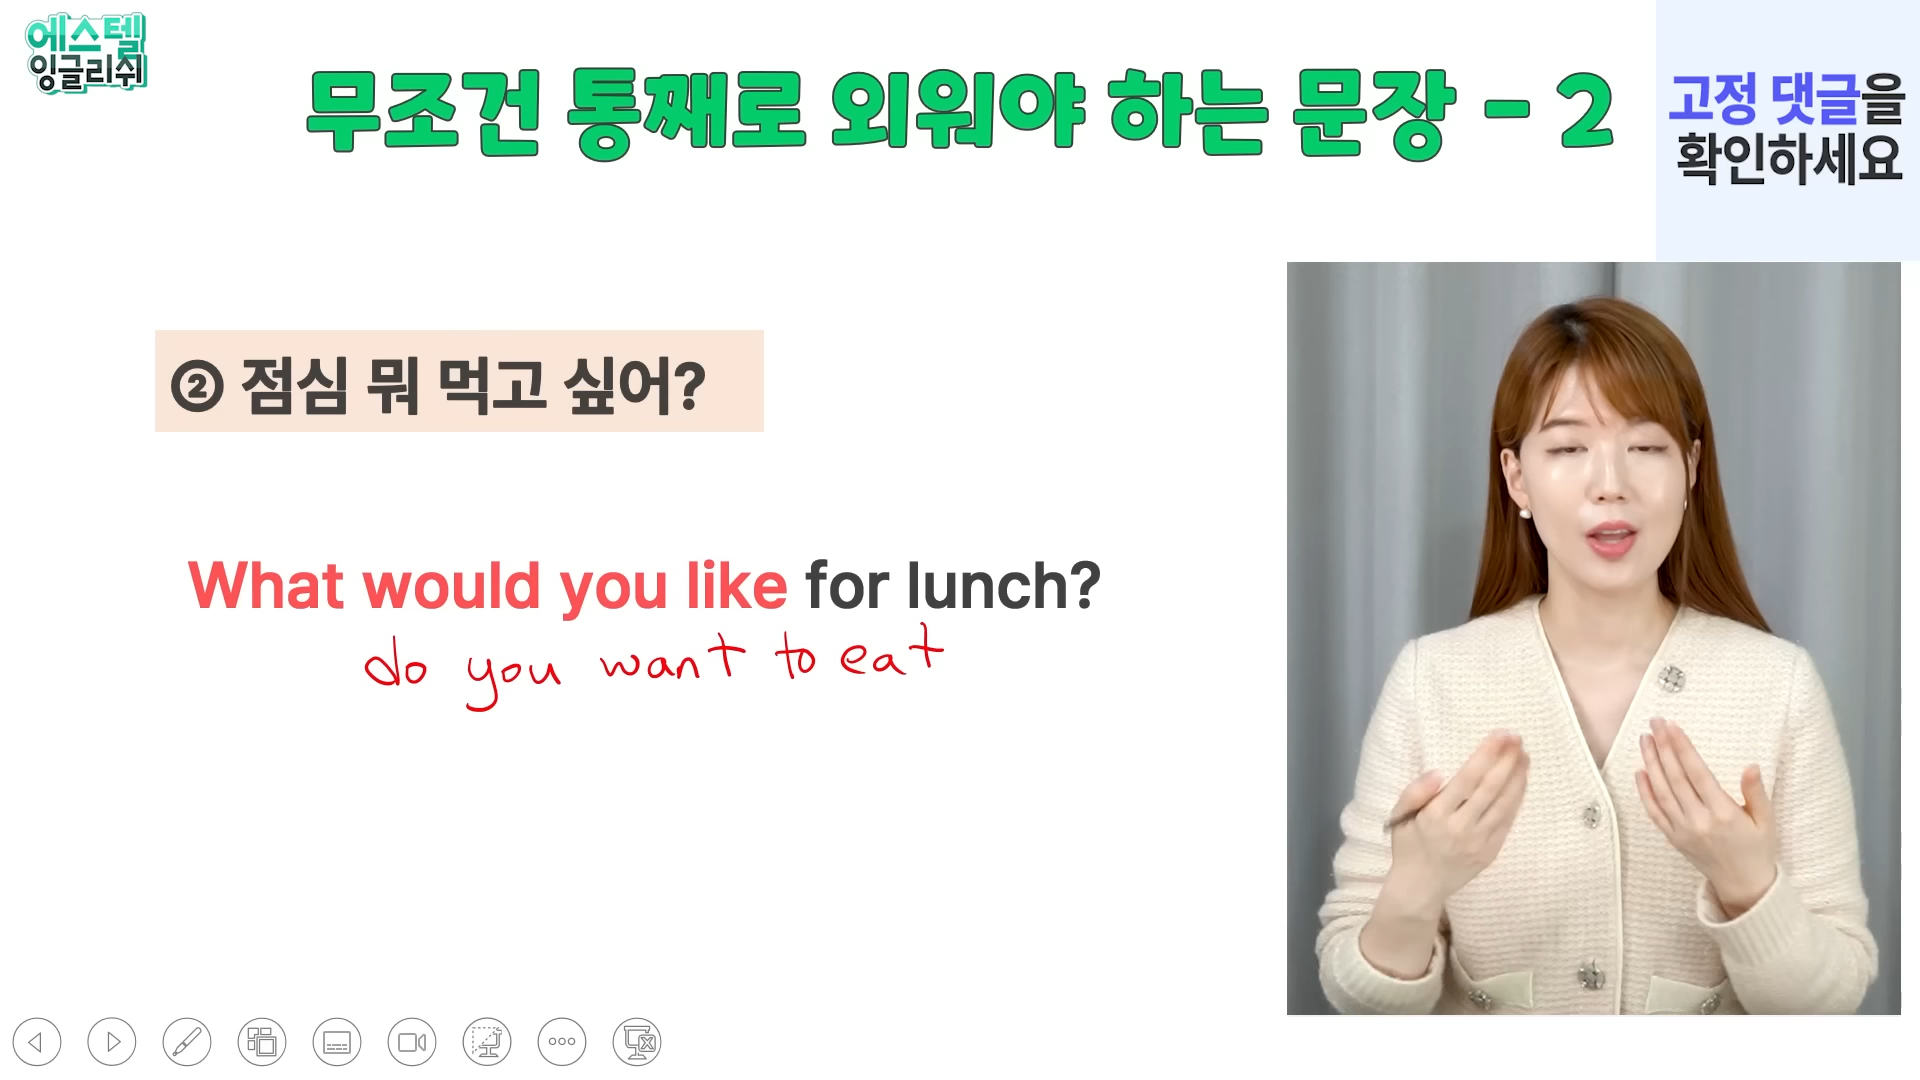 에스텔
잉글리쉬
무조건 통째로 외워야 하는 문장 - 2
고정 댓글을
확인하세요
② 점심 뭐 먹고 싶어?
What would you like for lunch?
do you want to eat